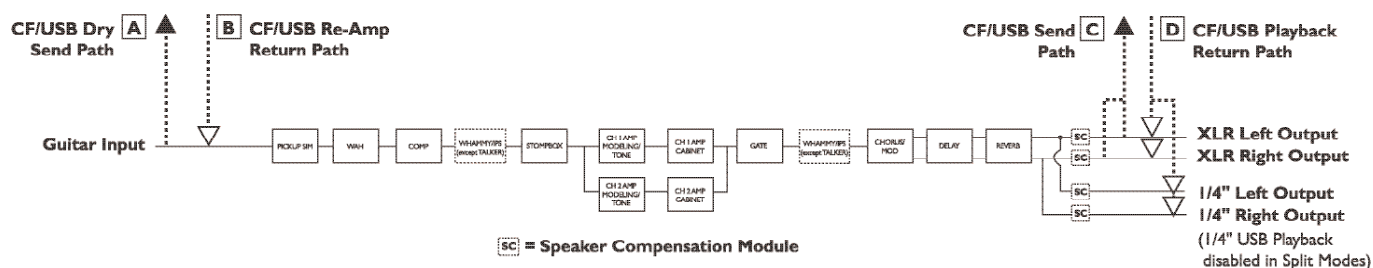 CF/USB Dry A
Send Path
B CF/USB Re-Amp
Return Path
CF/USB Send C
Path
D CF/USB Playback
Return Path
Guitar Input
PICKUP SIM
WAH
COMP
WHAMMY/IPS
(except TALKER)
STOMPBOX
CH 1 AMP
MODELING/
TONE
CH 1 AMP
CABINET
CH 2 AMP
MODELING/
TONE
CH 2 AMP
CABINET
GATE
WHAMMY/IPS
(except TALKER)
CHORUS/
MOD
DELAY
REVERB
SC
SC
SC
SC
XLR Left Output
XLR Right Output
1/4" Left Output
1/4" Right Output
(1/4" USB Playback
disabled in Split Modes)
SC = Speaker Compensation Module